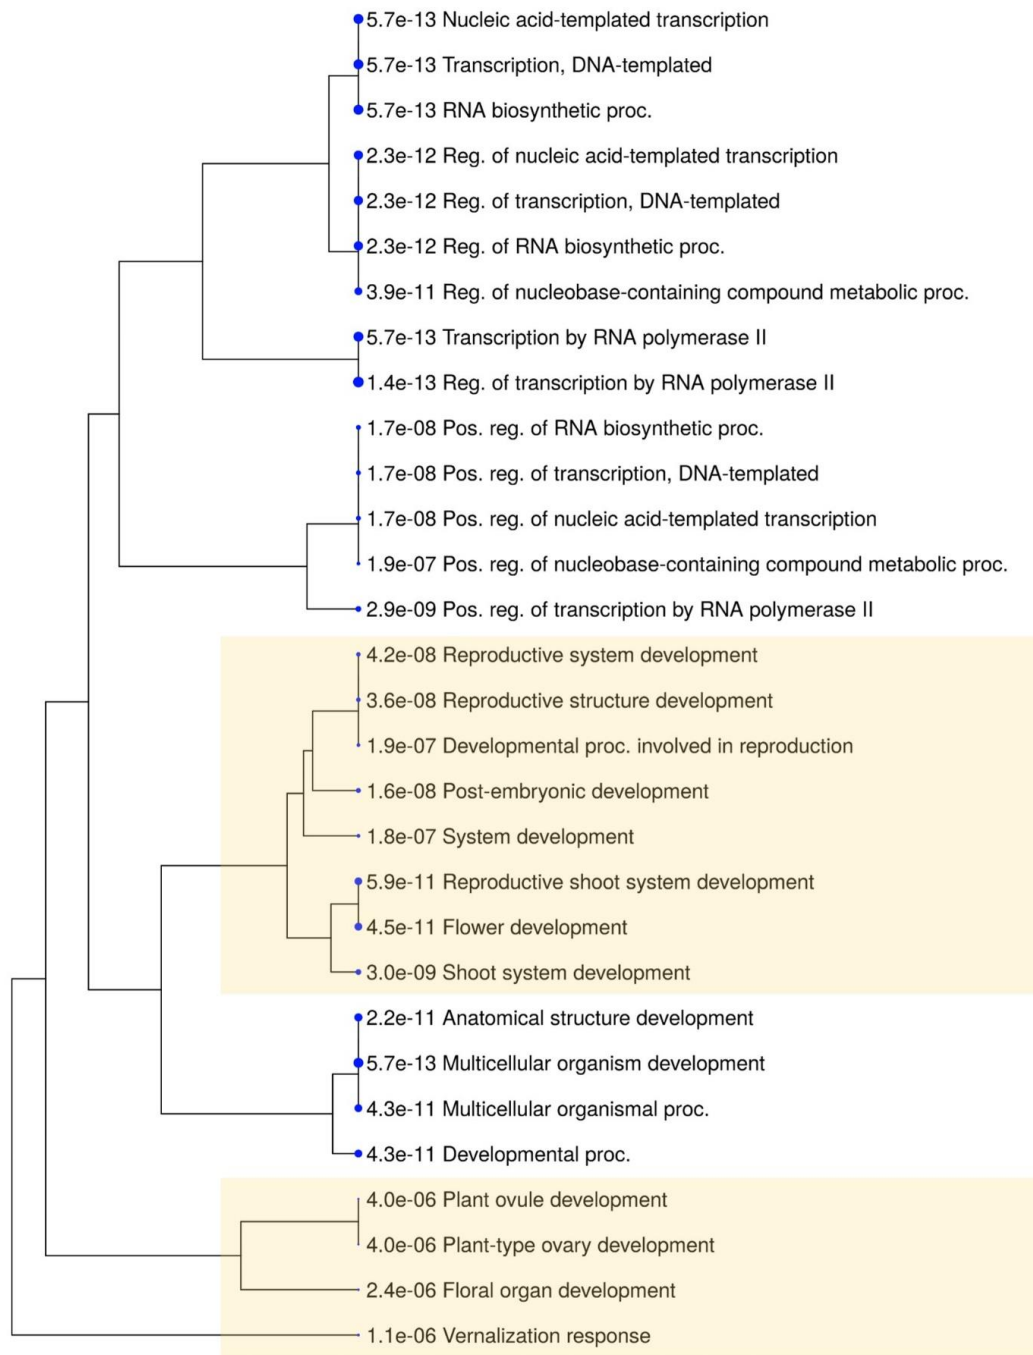 5.7e-13 Nucleic acid-templated transcription
5.7e-13 Transcription, DNA-templated
5.7e-13 RNA biosynthetic proc.
2.3e-12 Reg. of nucleic acid-templated transcription
2.3e-12 Reg. of transcription, DNA-templated
2.3e-12 Reg. of RNA biosynthetic proc.
3.9e-11 Reg. of nucleobase-containing compound metabolic proc.
5.7e-13 Transcription by RNA polymerase II
1.4e-13 Reg. of transcription by RNA polymerase II
1.7e-08 Pos. reg. of RNA biosynthetic proc.
1.7e-08 Pos. reg. of transcription, DNA-templated
1.7e-08 Pos. reg. of nucleic acid-templated transcription
1.9e-07 Pos. reg. of nucleobase-containing compound metabolic proc.
2.9e-09 Pos. reg. of transcription by RNA polymerase II
4.2e-08 Reproductive system development
3.6e-08 Reproductive structure development
1.9e-07 Developmental proc. involved in reproduction
1.6e-08 Post-embryonic development
1.8e-07 System development
5.9e-11 Reproductive shoot system development
4.5e-11 Flower development
3.0e-09 Shoot system development
2.2e-11 Anatomical structure development
5.7e-13 Multicellular organism development
4.3e-11 Multicellular organismal proc.
4.3e-11 Developmental proc.
4.0e-06 Plant ovule development
4.0e-06 Plant-type ovary development
2.4e-06 Floral organ development
1.1e-06 Vernalization response